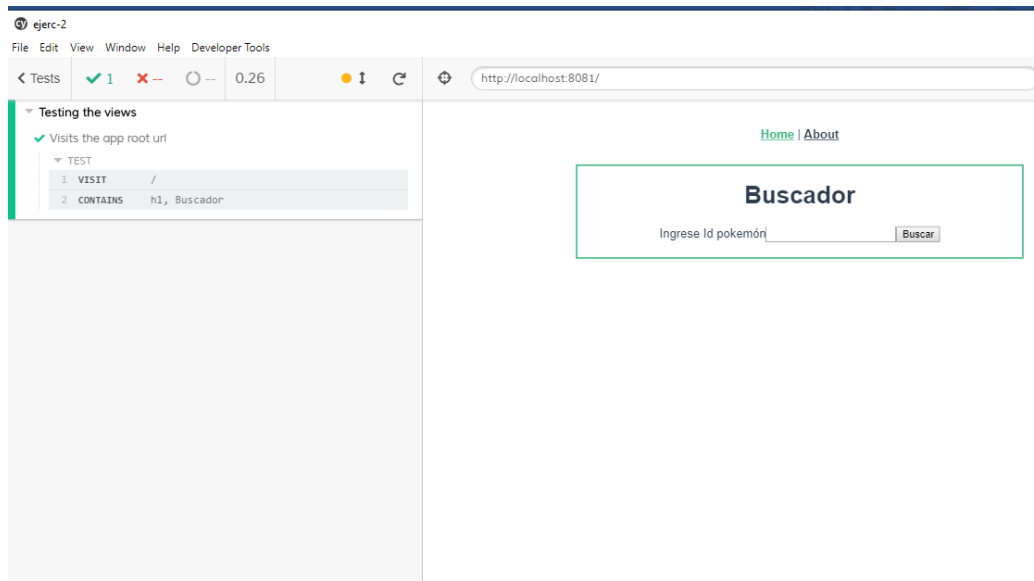 ejerc-2
File Edit View Window Help Developer Tools
Tests 1 -- -- 0.26 http://localhost:8081/
Testing the views
Visits the app root url
TEST
1 VISIT /
2 CONTAINS h1, Buscador
Home | About
Buscador
Ingrese Id pokemón Buscar